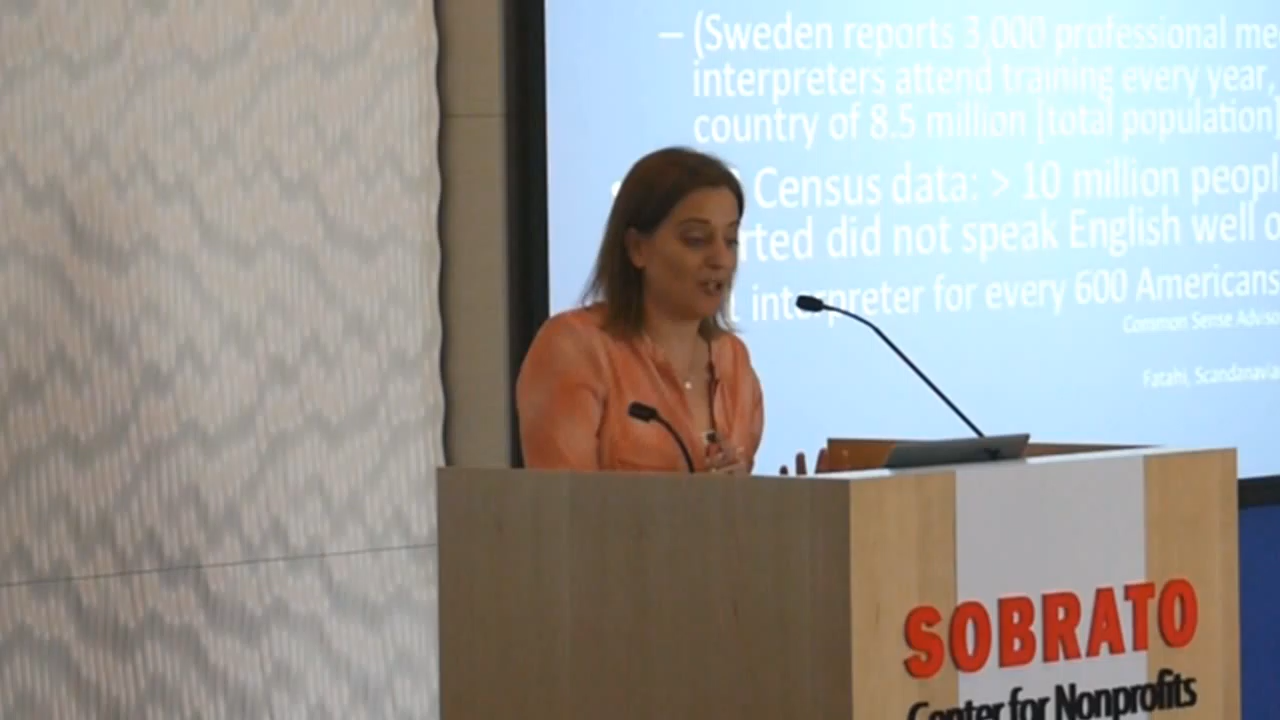 – (Sweden reports 3,000 professional me
interpreters attend training every year,
country of 8.5 million [total population]
Census data: > 10 million peopl
rted did not speak English well o
interpreter for every 600 Americans
Common Sense Adviso
Fatahi, Scandanavia
SOBRATO
Center for Nonprofits